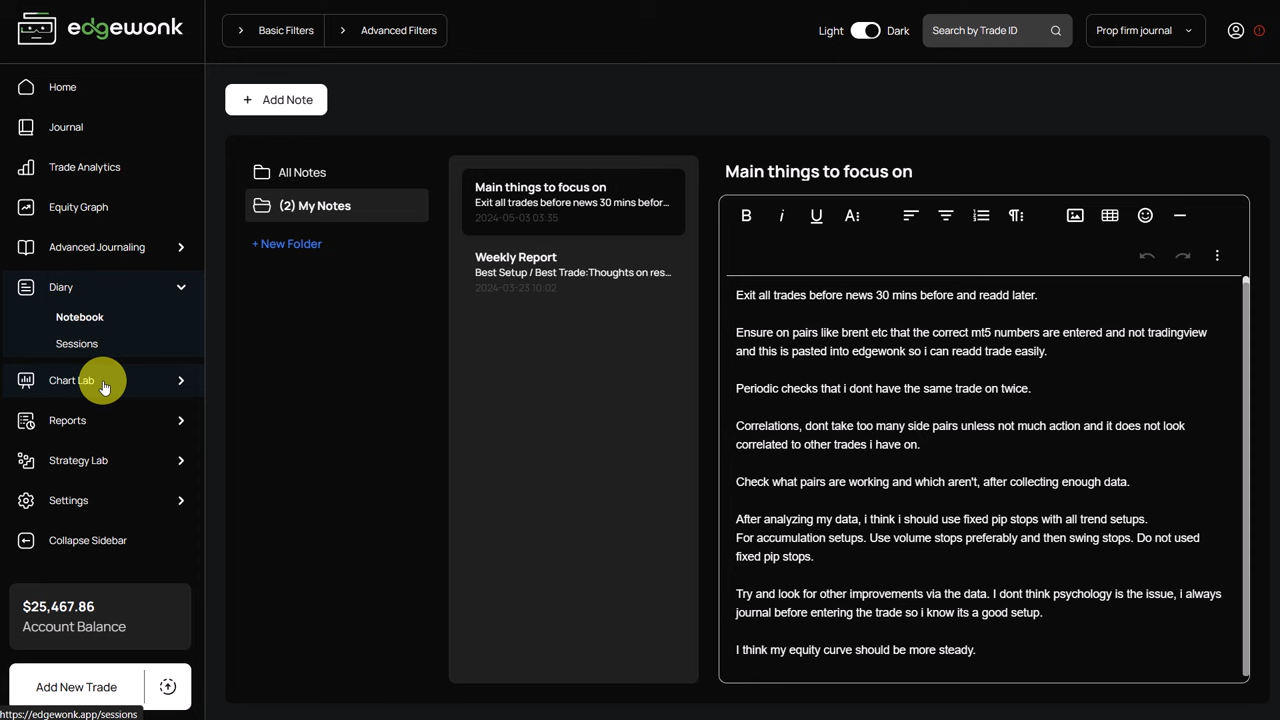 edgewonk
Basic Filters
Advanced Filters
Light
Dark
Search by Trade ID
Prop firm journal
Home
Journal
Trade Analytics
Equity Graph
Advanced Journaling
Diary
Notebook
Sessions
Chart Lab
Reports
Strategy Lab
Settings
Collapse Sidebar
$25,467.86
Account Balance
Add New Trade
https://edgewonk.app/sessions
+ Add Note
All Notes
(2) My Notes
+ New Folder
Main things to focus on
Exit all trades before news 30 mins befor...
2024-05-03 03:35
Weekly Report
Best Setup / Best Trade:Thoughts on res...
2024-03-23 10:02
Main things to focus on
Exit all trades before news 30 mins before and readd later.
Ensure on pairs like brent etc that the correct mt5 numbers are entered and not tradingview
and this is pasted into edgewonk so i can readd trade easily.
Periodic checks that i dont have the same trade on twice.
Correlations, dont take too many side pairs unless not much action and it does not look
correlated to other trades i have on.
Check what pairs are working and which aren't, after collecting enough data.
After analyzing my data, i think i should use fixed pip stops with all trend setups.
For accumulation setups. Use volume stops preferably and then swing stops. Do not used
fixed pip stops.
Try and look for other improvements via the data. I dont think psychology is the issue, i always
journal before entering the trade so i know its a good setup.
I think my equity curve should be more steady.